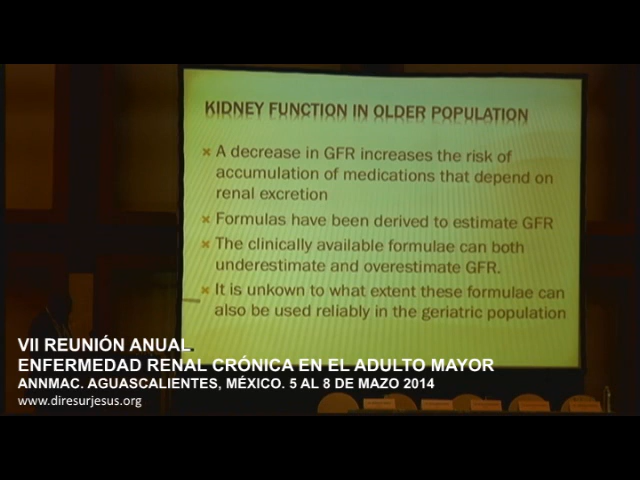 KIDNEY FUNCTION IN OLDER POPULATION
A decrease in GFR increases the risk of
accumulation of medications that depend on
renal excretion
Formulas have been derived to estimate GFR
The clinically available formulae can both
underestimate and overestimate GFR.
It is unkown to what extent these formulae can
also be used reliably in the geriatric population
VII REUNIÓN ANUAL.
ENFERMEDAD RENAL CRÓNICA EN EL ADULTO MAYOR
ANNMAC. AGUASCALIENTES, MÉXICO. 5 AL 8 DE MAZO 2014
www.diresurjesus.org